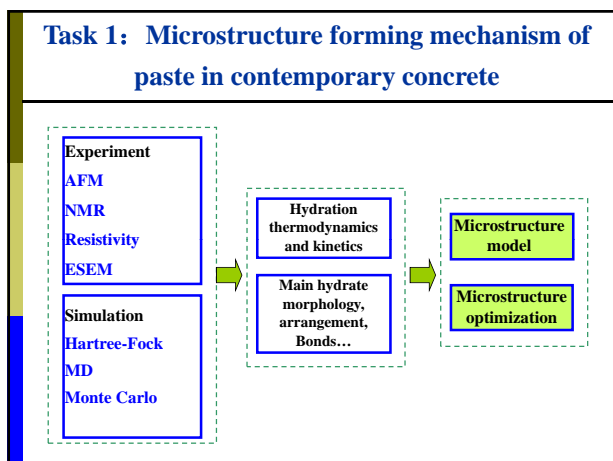 Task 1： Microstructure forming mechanism of
paste in contemporary concrete
Experiment
AFM
NMR
Resistivity
ESEM
Simulation
Hartree-Fock
MD
Monte Carlo
Hydration
thermodynamics
and kinetics
Main hydrate
morphology,
arrangement,
Bonds…
Microstructure
model
Microstructure
optimization